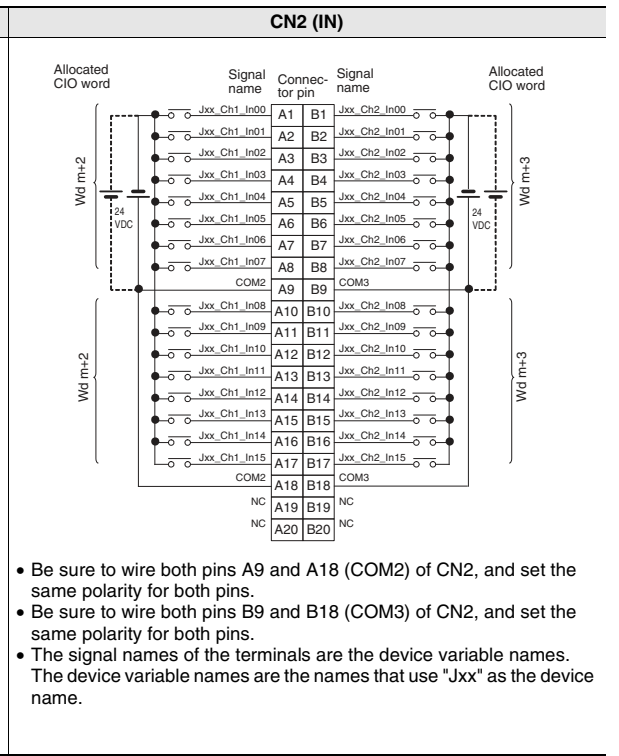 CN2 (IN)
Allocated CIO word
Signal name
Connec-tor pin
Signal name
Allocated CIO word
Jxx_Ch1_In00 A1 B1 Jxx_Ch2_In00
Jxx_Ch1_In01 A2 B2 Jxx_Ch2_In01
Jxx_Ch1_In02 A3 B3 Jxx_Ch2_In02
Jxx_Ch1_In03 A4 B4 Jxx_Ch2_In03
Jxx_Ch1_In04 A5 B5 Jxx_Ch2_In04
Jxx_Ch1_In05 A6 B6 Jxx_Ch2_In05
Jxx_Ch1_In06 A7 B7 Jxx_Ch2_In06
Jxx_Ch1_In07 A8 B8 Jxx_Ch2_In07
COM2 A9 B9 COM3
Wd m+2
24 VDC
24 VDC
Wd m+3
Jxx_Ch1_In08 A10 B10 Jxx_Ch2_In08
Jxx_Ch1_In09 A11 B11 Jxx_Ch2_In09
Jxx_Ch1_In10 A12 B12 Jxx_Ch2_In10
Jxx_Ch1_In11 A13 B13 Jxx_Ch2_In11
Jxx_Ch1_In12 A14 B14 Jxx_Ch2_In12
Jxx_Ch1_In13 A15 B15 Jxx_Ch2_In13
Jxx_Ch1_In14 A16 B16 Jxx_Ch2_In14
Jxx_Ch1_In15 A17 B17 Jxx_Ch2_In15
COM2 A18 B18 COM3
NC A19 B19 NC
NC A20 B20 NC
Wd m+2
Wd m+3
• Be sure to wire both pins A9 and A18 (COM2) of CN2, and set the
same polarity for both pins.
• Be sure to wire both pins B9 and B18 (COM3) of CN2, and set the
same polarity for both pins.
• The signal names of the terminals are the device variable names.
The device variable names are the names that use "Jxx" as the device
name.